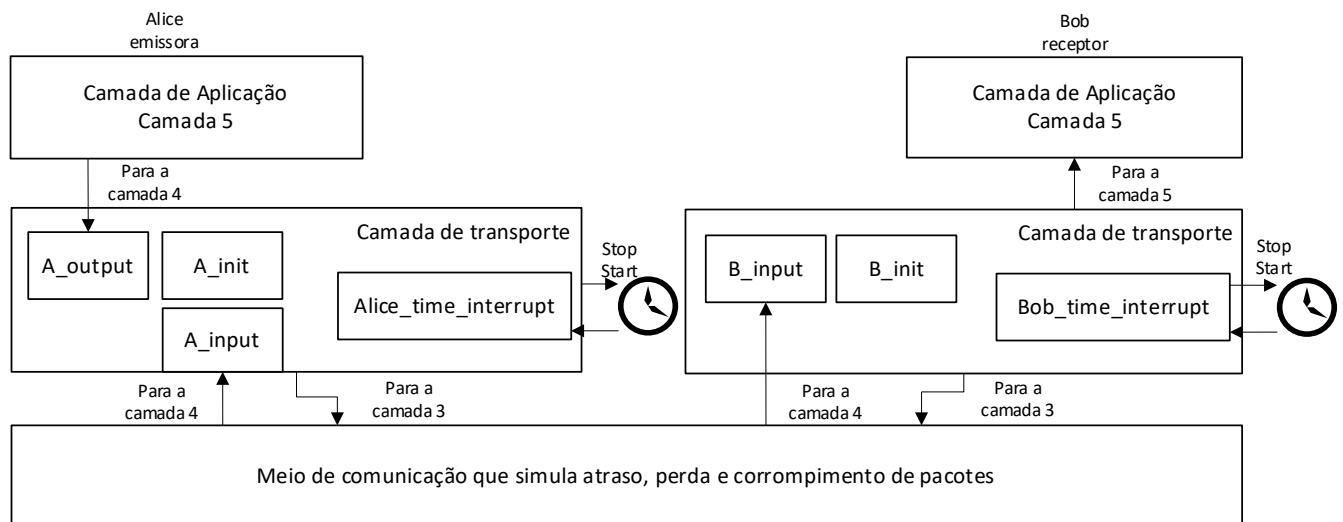 Alice
emissora
Bob
receptor
Camada de Aplicação
Camada 5
Camada de Aplicação
Camada 5
Para a
camada 4
Para a
camada 5
Camada de transporte
A_output
A_init
A_input
Alice_time_interrupt
Stop
Start
Camada de transporte
B_input
B_init
Bob_time_interrupt
Stop
Start
Para a
camada 4
Para a
camada 3
Para a
camada 4
Para a
camada 3
Meio de comunicação que simula atraso, perda e corrompimento de pacotes